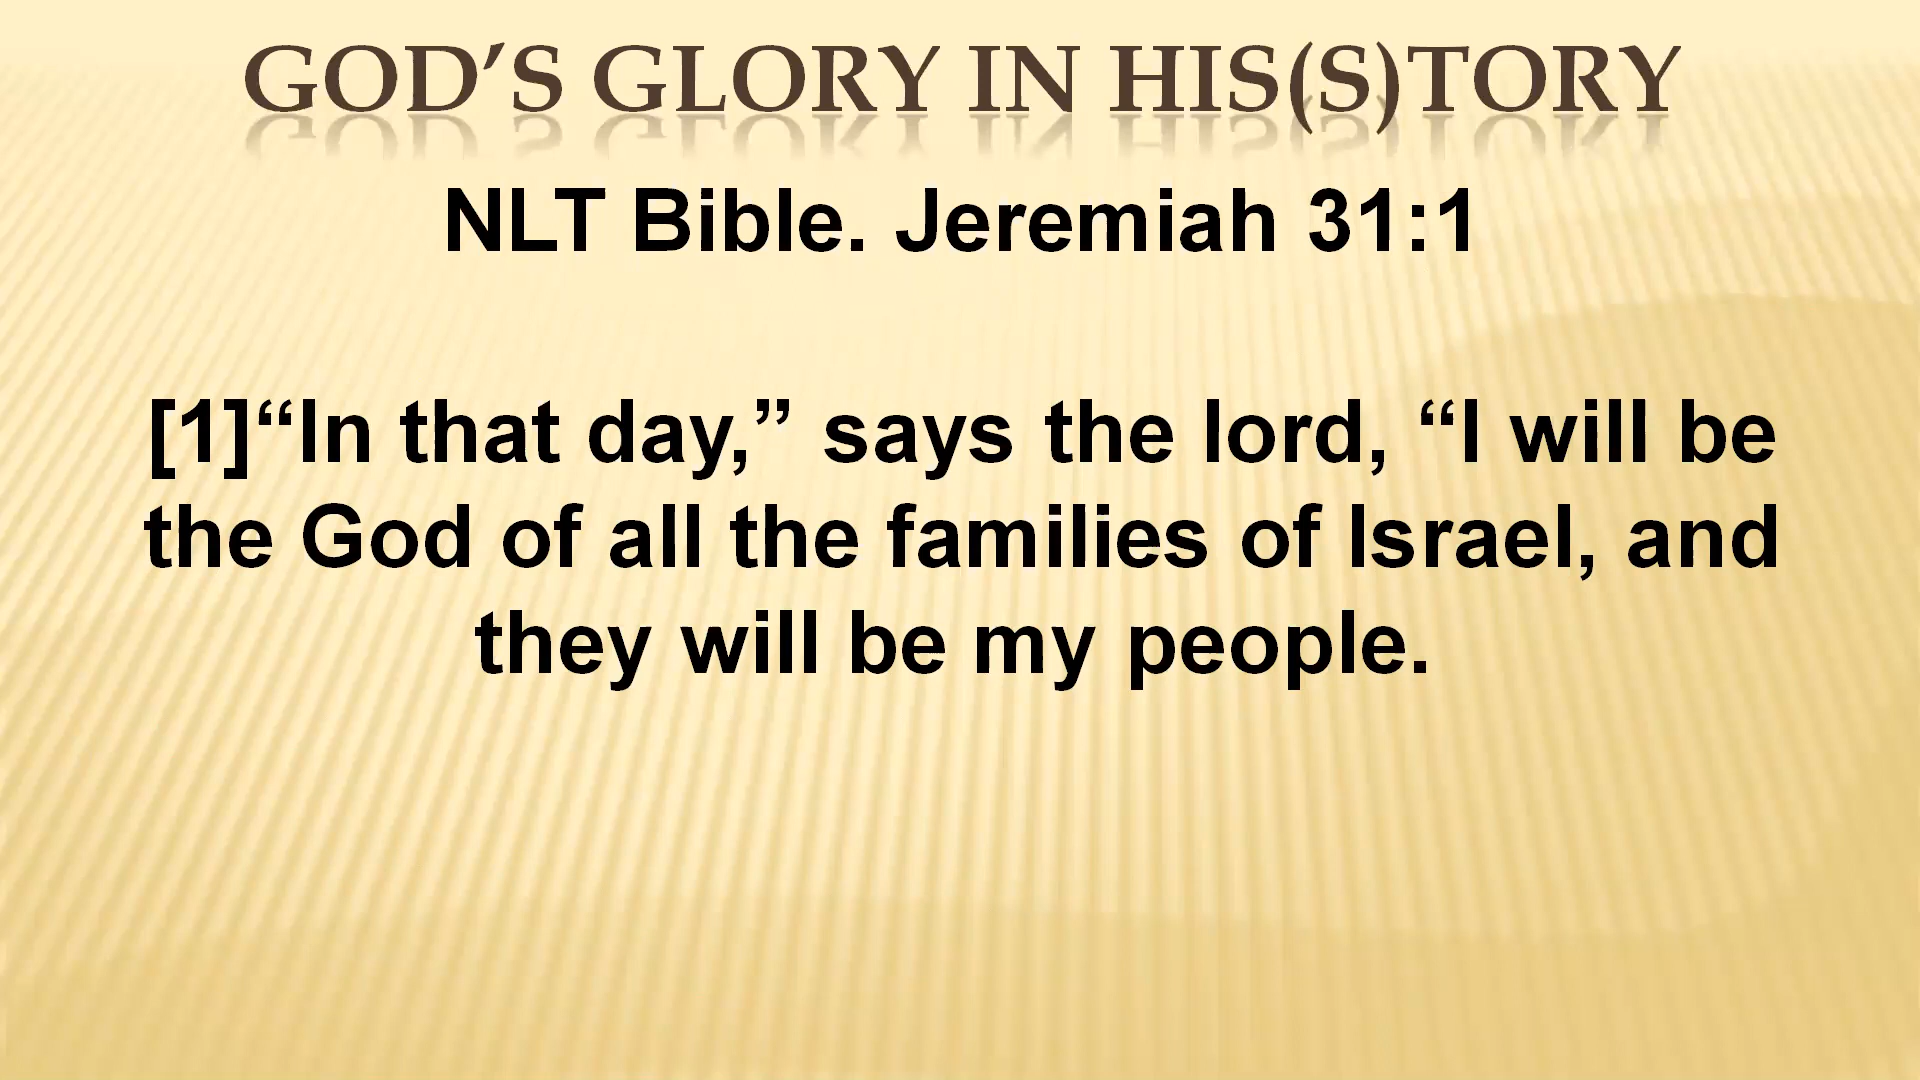 GOD’S GLORY IN HIS(S)TORY
NLT Bible. Jeremiah 31:1
[1]“In that day,” says the lord, “I will be
the God of all the families of Israel, and
they will be my people.